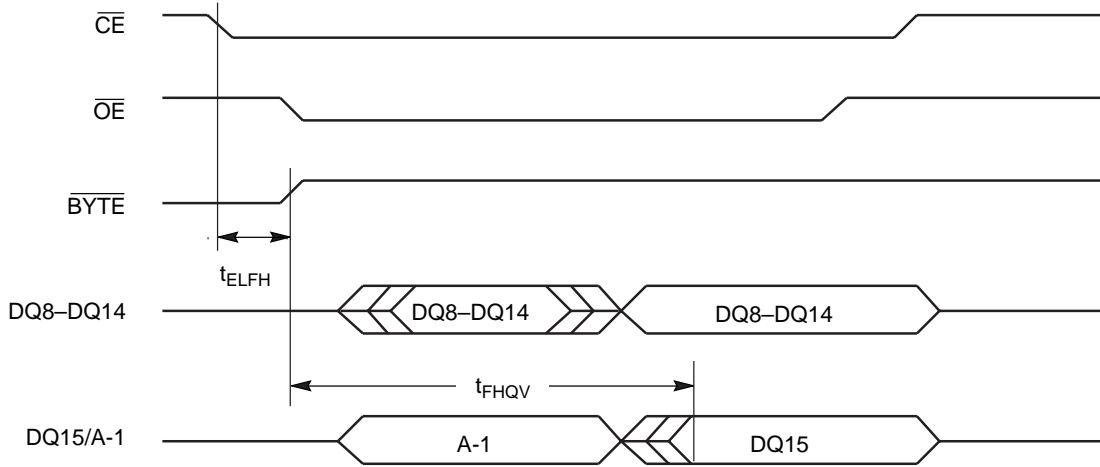 CE
OE
BYTE
tELFH
DQ8–DQ14 DQ8–DQ14 DQ8–DQ14
tFHQV
DQ15/A-1 A-1 DQ15